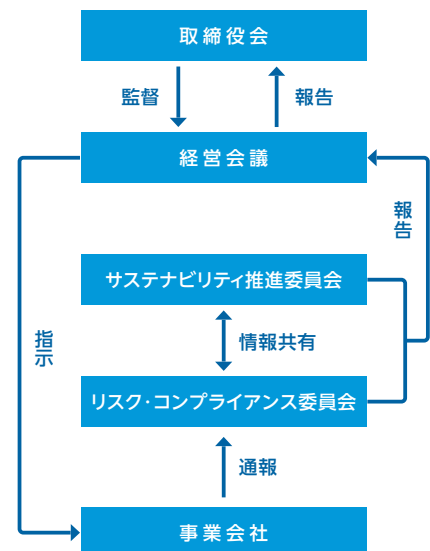 取締役会
監督
報告
経営会議
報告
サステナビリティ推進委員会
指示
情報共有
リスク・コンプライアンス委員会
通報
事業会社